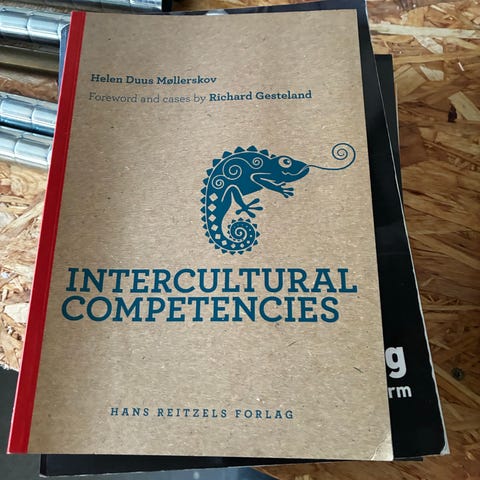 Helen Duus Møllerskov
Foreword and cases by Richard Gesteland
INTERCULTURAL
COMPETENCIES
HANS REITZELS FORLAG
g
rm